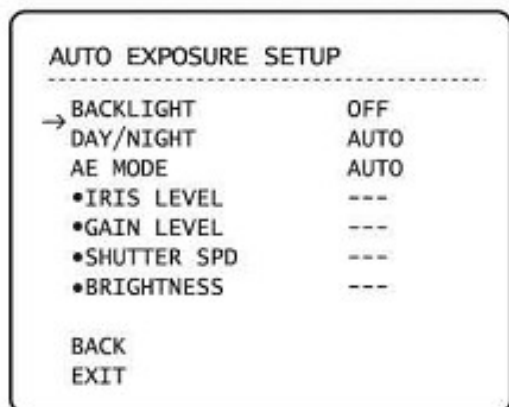 AUTO EXPOSURE SETUP
→ BACKLIGHT OFF
DAY/NIGHT AUTO
AE MODE AUTO
•IRIS LEVEL ---
•GAIN LEVEL ---
•SHUTTER SPD ---
•BRIGHTNESS ---
BACK
EXIT